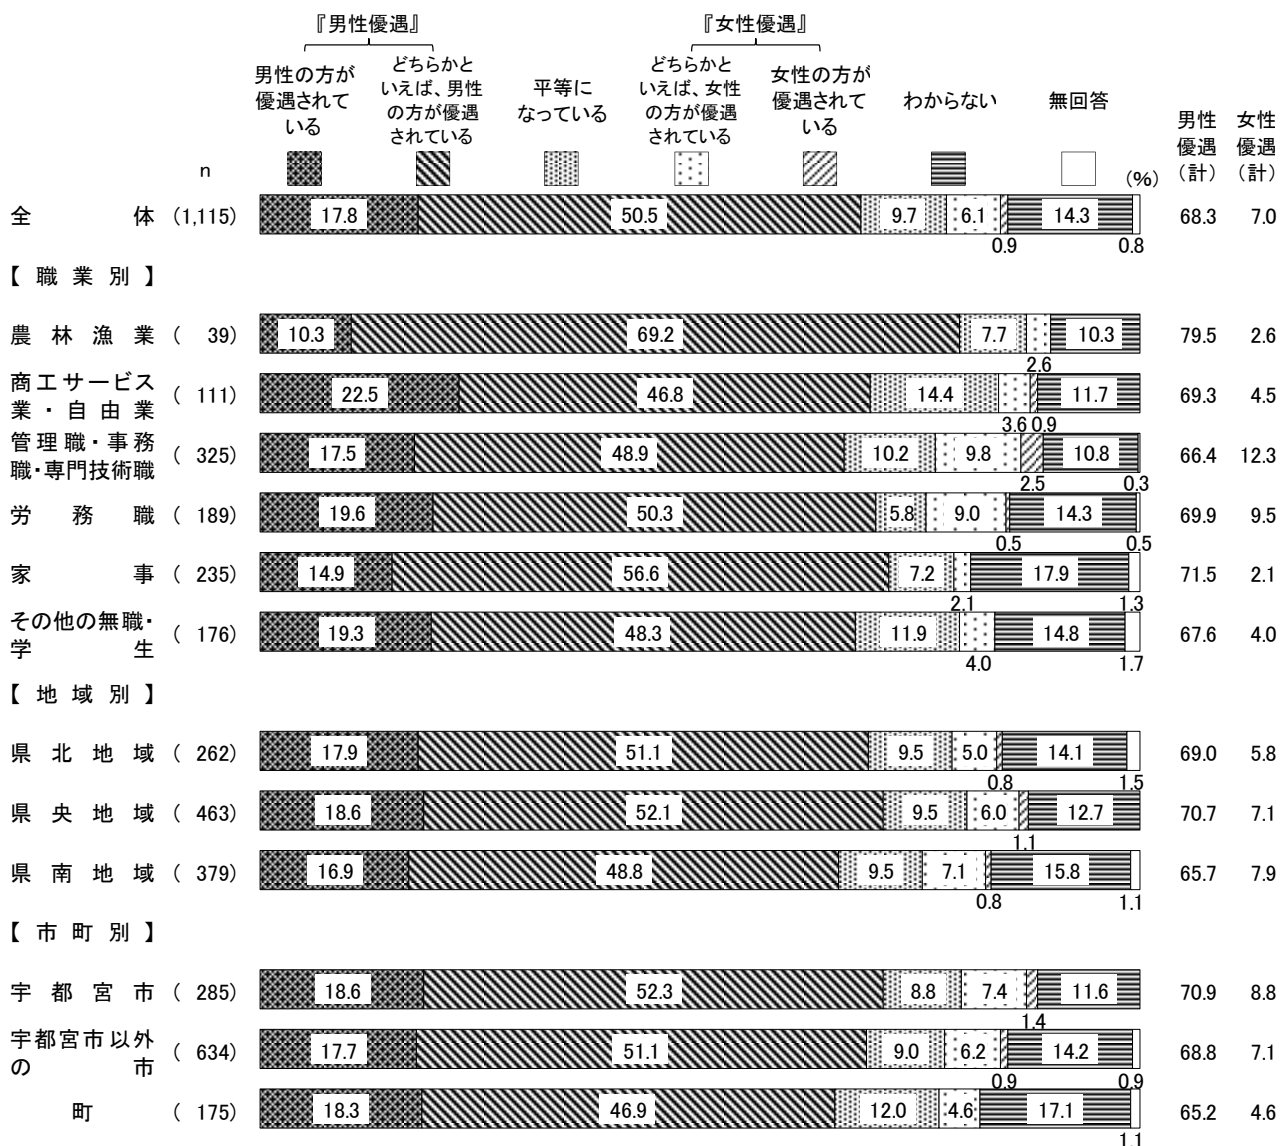 『男性優遇』 『女性優遇』
男性の方が優遇されている
どちらかといえば、男性の方が優遇されている
平等になっている
どちらかといえば、女性の方が優遇されている
女性の方が優遇されている
わからない
無回答
男性優遇（計）
女性優遇（計）
n
(%)
全体 (1,115) 17.8 50.5 9.7 6.1 0.9 14.3 0.8 68.3 7.0
【職業別】
農林漁業 ( 39) 10.3 69.2 7.7 2.6 10.3 79.5 2.6
商工サービス業・自由業 ( 111) 22.5 46.8 14.4 3.6 0.9 11.7 69.3 4.5
管理職・事務職・専門技術職 ( 325) 17.5 48.9 10.2 9.8 2.5 10.8 0.3 66.4 12.3
労務職 ( 189) 19.6 50.3 5.8 9.0 0.5 14.3 0.5 69.9 9.5
家事 ( 235) 14.9 56.6 7.2 2.1 17.9 1.3 71.5 2.1
その他の無職・学生 ( 176) 19.3 48.3 11.9 4.0 14.8 1.7 67.6 4.0
【地域別】
県北地域 ( 262) 17.9 51.1 9.5 5.0 0.8 14.1 1.5 69.0 5.8
県央地域 ( 463) 18.6 52.1 9.5 6.0 1.1 12.7 70.7 7.1
県南地域 ( 379) 16.9 48.8 9.5 7.1 0.8 15.8 1.1 65.7 7.9
【市町別】
宇都宮市 ( 285) 18.6 52.3 8.8 7.4 1.4 11.6 70.9 8.8
宇都宮市以外の市 ( 634) 17.7 51.1 9.0 6.2 0.9 14.2 0.9 68.8 7.1
町 ( 175) 18.3 46.9 12.0 4.6 17.1 1.1 65.2 4.6